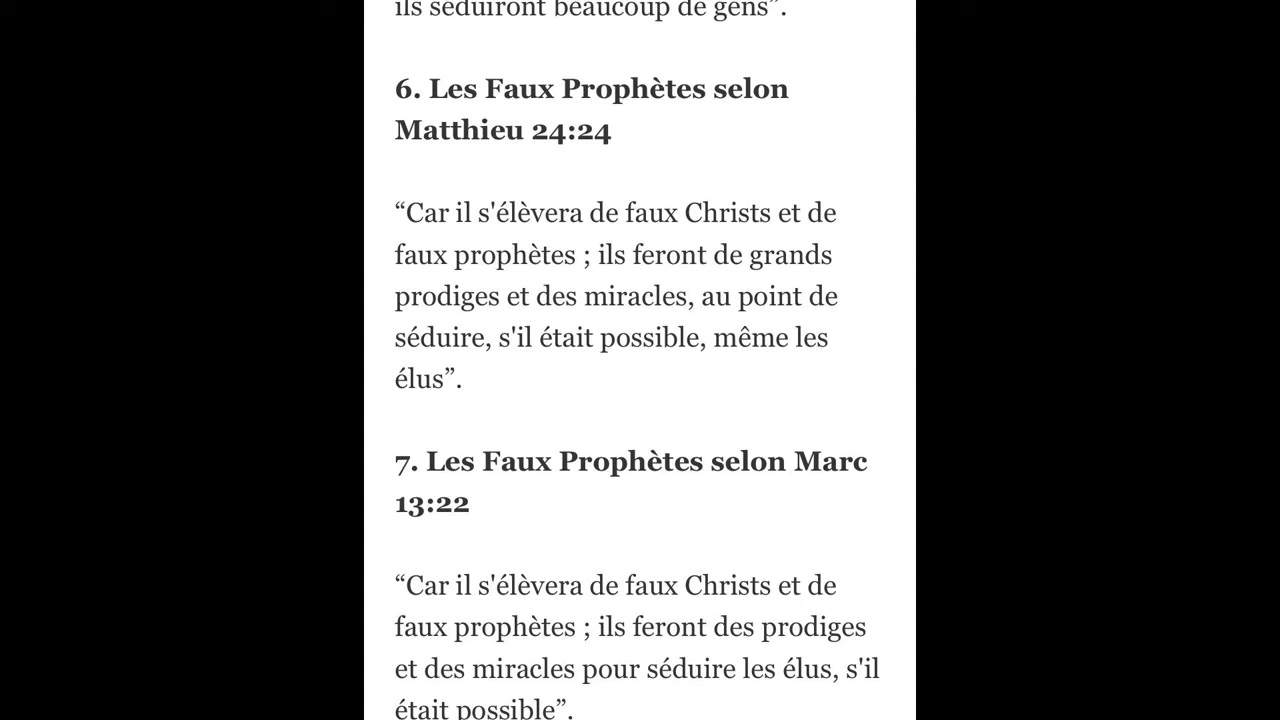 ils séduiront beaucoup de gens”.
6. Les Faux Prophètes selon
Matthieu 24:24
“Car il s'élèvera de faux Christs et de
faux prophètes ; ils feront de grands
prodiges et des miracles, au point de
séduire, s'il était possible, même les
élus”.
7. Les Faux Prophètes selon Marc
13:22
“Car il s'élèvera de faux Christs et de
faux prophètes ; ils feront des prodiges
et des miracles pour séduire les élus, s'il
était possible”.